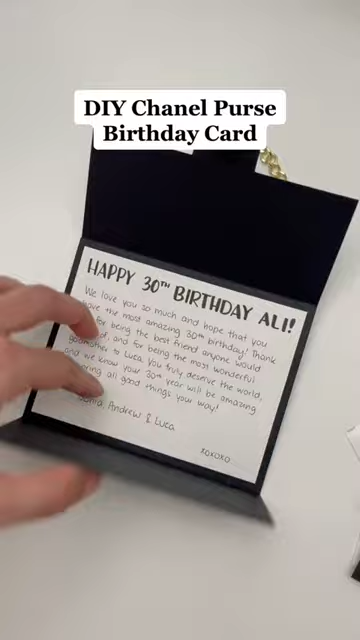 DIY Chanel Purse
Birthday Card
HAPPY 30TH BIRTHDAY ALI!
We love you so much and hope that you
have the most amazing 30th birthday! Thank
for being the best friend anyone would
and for being the most wonderful
godmother to Luca. You truly deserve the world,
and we know your 30th year will be amazing
all good things your way!
Andrew & Luca
xoxoxo